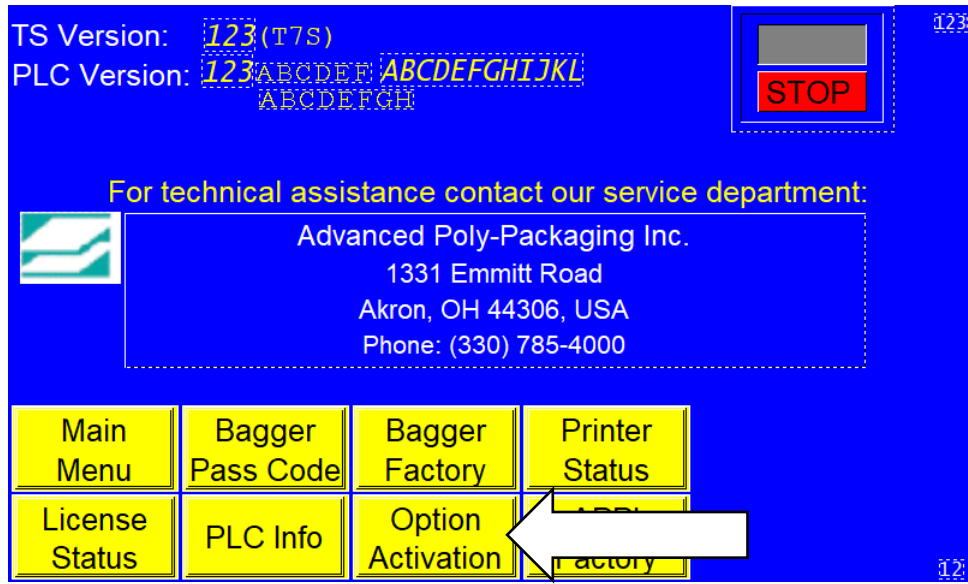 TS Version: 123 (T7S)
123
PLC Version: 123 ABCDEF ABCDEFGHIJKL
ABCDEFGH
STOP
For technical assistance contact our service department:
Advanced Poly-Packaging Inc.
1331 Emmitt Road
Akron, OH 44306, USA
Phone: (330) 785-4000
Main Menu
Bagger Pass Code
Bagger Factory
Printer Status
License Status
PLC Info
Option Activation
Factory
12